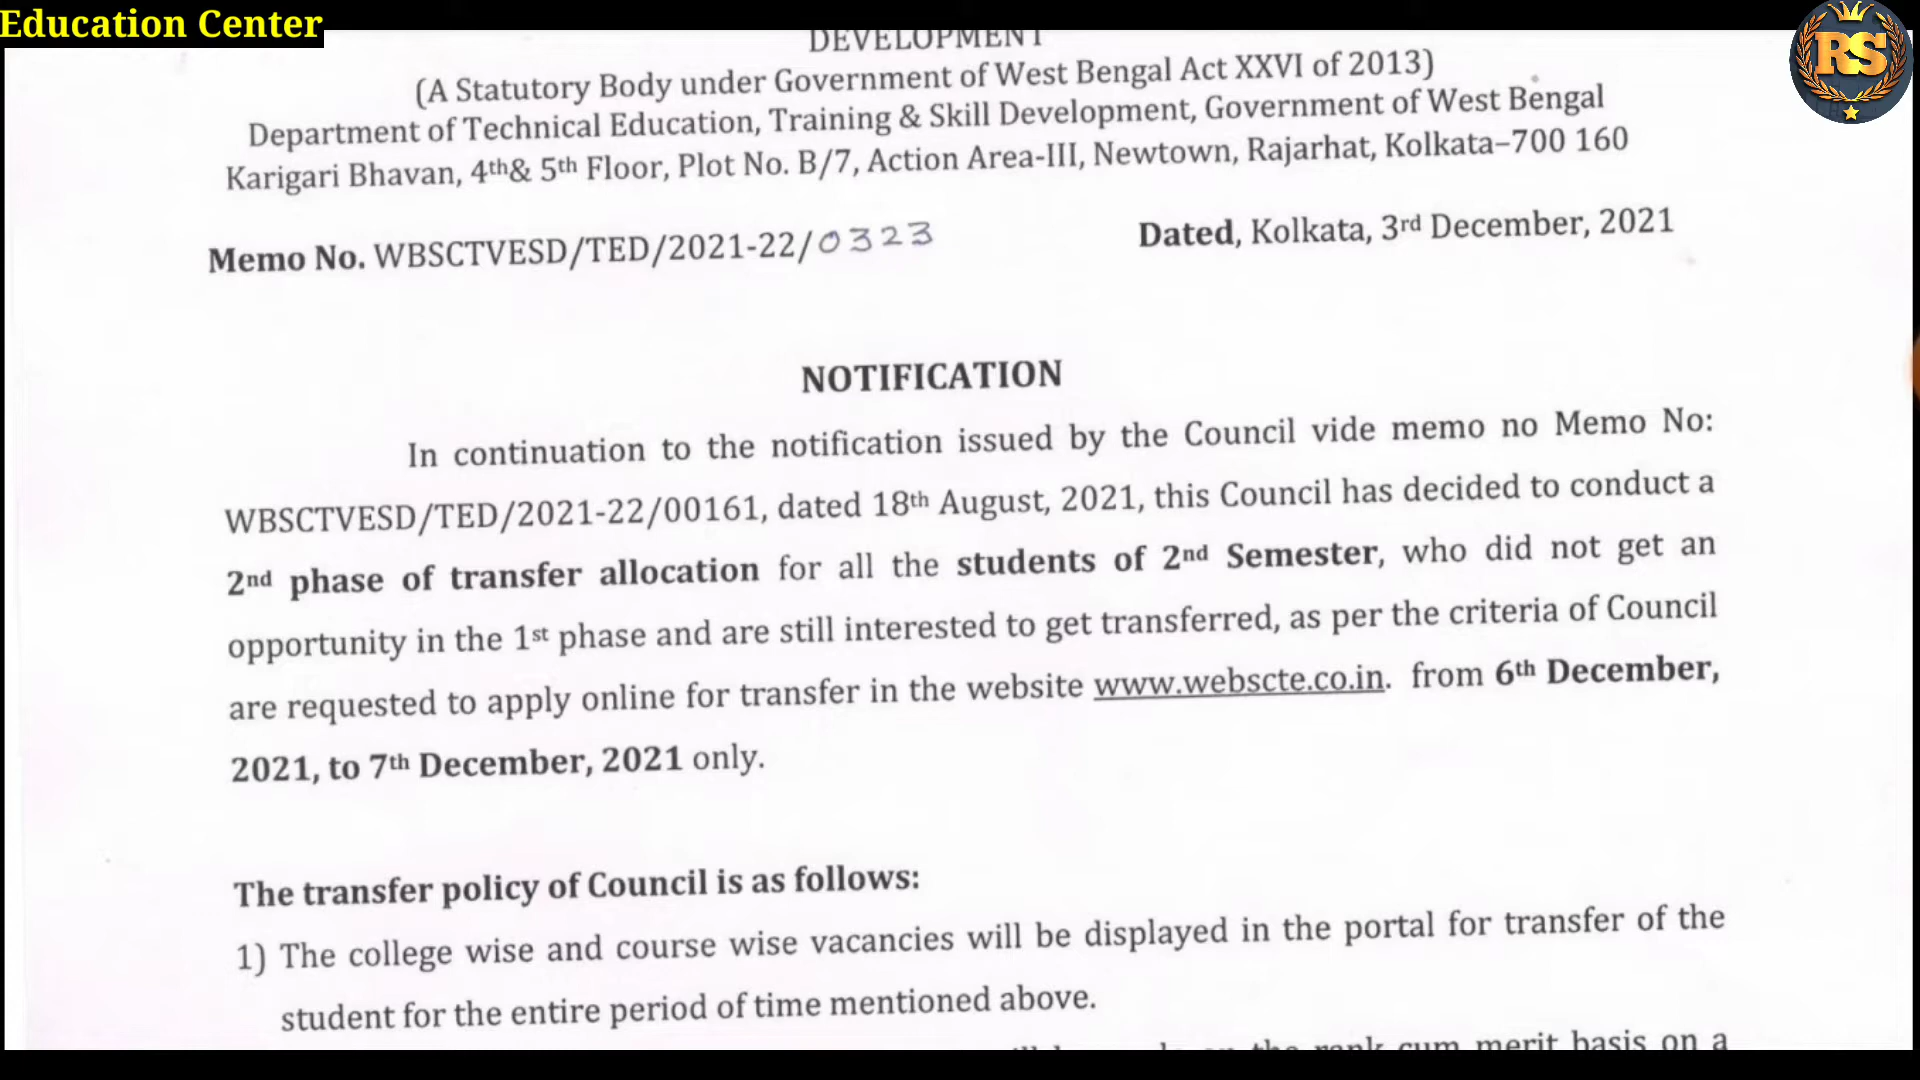 Education Center
RS
DEVELOPMENT
(A Statutory Body under Government of West Bengal Act XXVI of 2013)
Department of Technical Education, Training & Skill Development, Government of West Bengal
Karigari Bhavan, 4th& 5th Floor, Plot No. B/7, Action Area-III, Newtown, Rajarhat, Kolkata–700 160
Memo No. WBSCTVESD/TED/2021-22/0323 Dated, Kolkata, 3rd December, 2021
NOTIFICATION
In continuation to the notification issued by the Council vide memo no Memo No:
WBSCTVESD/TED/2021-22/00161, dated 18th August, 2021, this Council has decided to conduct a
2nd phase of transfer allocation for all the students of 2nd Semester, who did not get an
opportunity in the 1st phase and are still interested to get transferred, as per the criteria of Council
are requested to apply online for transfer in the website www.webscte.co.in. from 6th December,
2021, to 7th December, 2021 only.
The transfer policy of Council is as follows:
1) The college wise and course wise vacancies will be displayed in the portal for transfer of the
student for the entire period of time mentioned above.
the rank cum merit basis on a